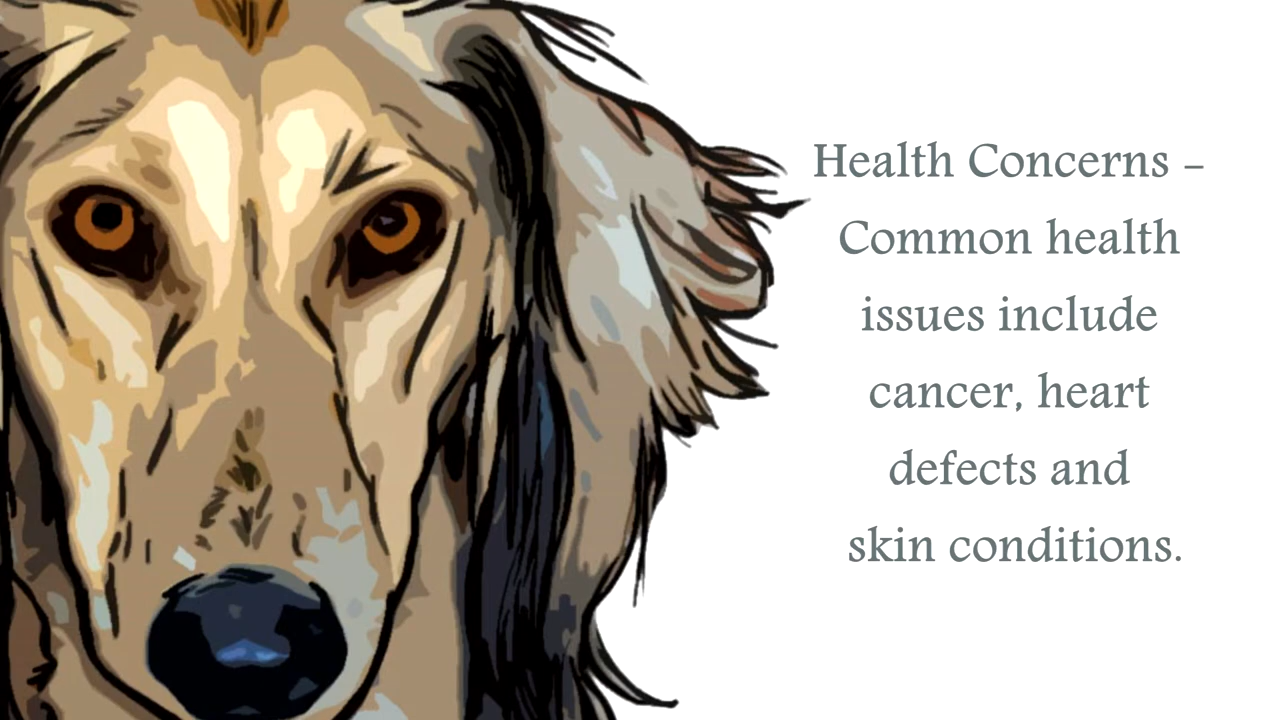 Health Concerns –
Common health
issues include
cancer, heart
defects and
skin conditions.